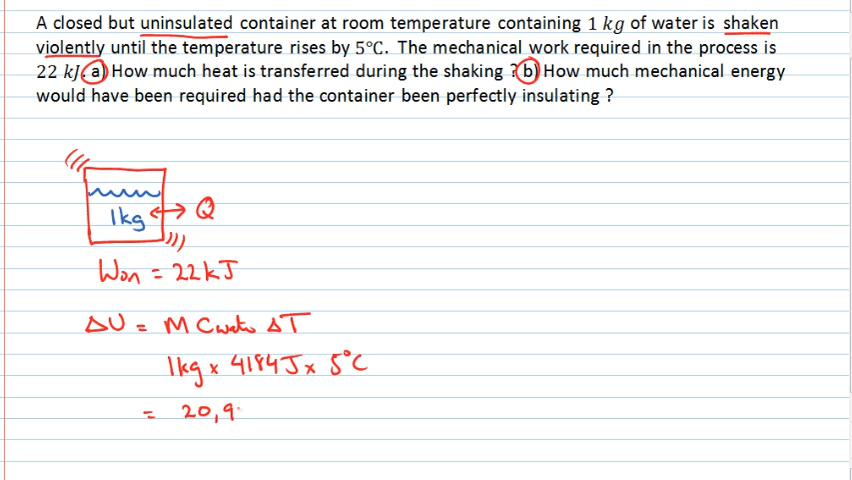 A closed but uninsulated container at room temperature containing 1 kg of water is shaken
violently until the temperature rises by 5°C. The mechanical work required in the process is
22 kJ. a) How much heat is transferred during the shaking ? b) How much mechanical energy
would have been required had the container been perfectly insulating ?
1kg Q
Won = 22kJ
ΔU = M Cwater ΔT
1kg × 4184J × 5°C
= 20,9